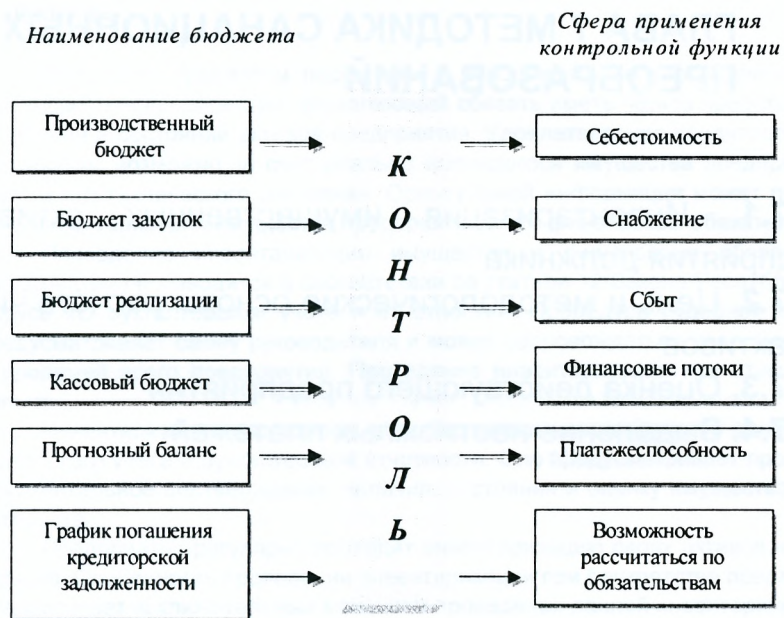 Наименование бюджета
Сфера применения
контрольной функции
Производственный
бюджет
Себестоимость
Бюджет закупок
Снабжение
Бюджет реализации
Сбыт
Кассовый бюджет
Финансовые потоки
Прогнозный баланс
Платежеспособность
График погашения
кредиторской
задолженности
Возможность
рассчитаться по
обязательствам
К
О
Н
Т
Р
О
Л
Ь